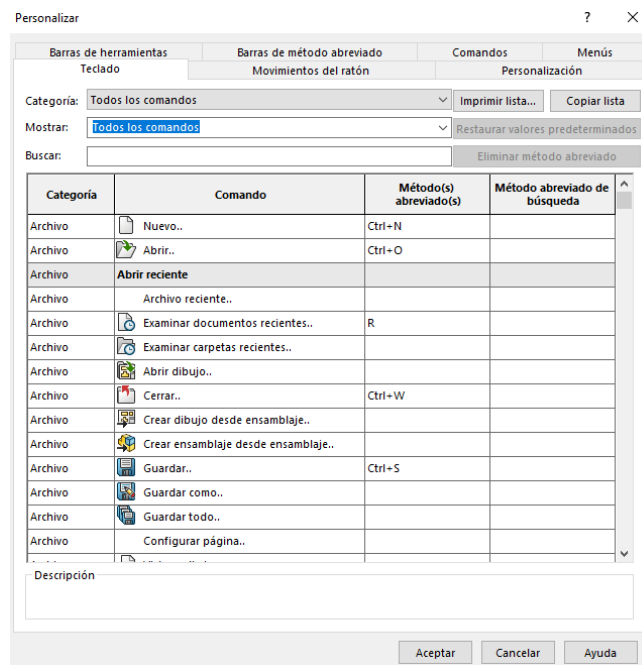 Personalizar ? ×
Barras de herramientas Barras de método abreviado Comandos Menús
Teclado Movimientos del ratón Personalización
Categoría: Todos los comandos Imprimir lista... Copiar lista
Mostrar: Todos los comandos Restaurar valores predeterminados
Buscar: Eliminar método abreviado
Categoría Comando Método(s) abreviado(s) Método abreviado de búsqueda
Archivo Nuevo.. Ctrl+N
Archivo Abrir.. Ctrl+O
Archivo Abrir reciente
Archivo Archivo reciente..
Archivo Examinar documentos recientes.. R
Archivo Examinar carpetas recientes..
Archivo Abrir dibujo..
Archivo Cerrar.. Ctrl+W
Archivo Crear dibujo desde ensamblaje..
Archivo Crear ensamblaje desde ensamblaje..
Archivo Guardar.. Ctrl+S
Archivo Guardar como..
Archivo Guardar todo..
Archivo Configurar página..
Descripción
Aceptar Cancelar Ayuda